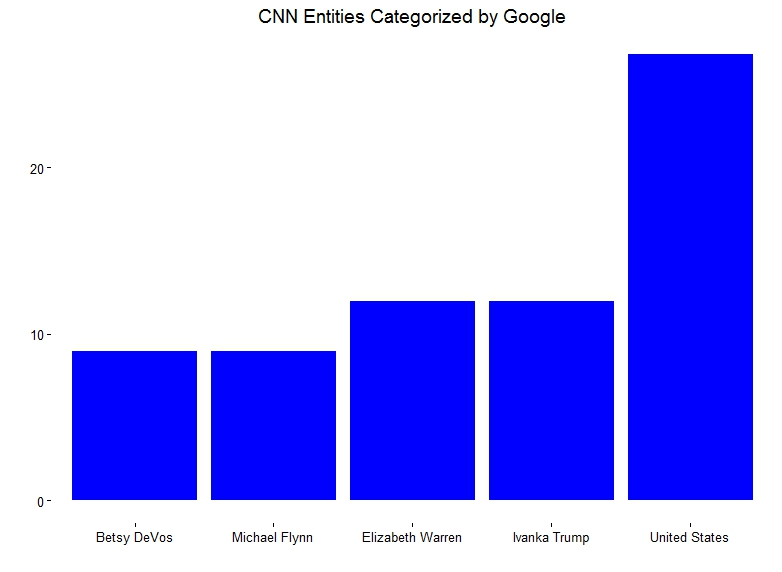 CNN Entities Categorized by Google
20
10
0
Betsy DeVos Michael Flynn Elizabeth Warren Ivanka Trump United States